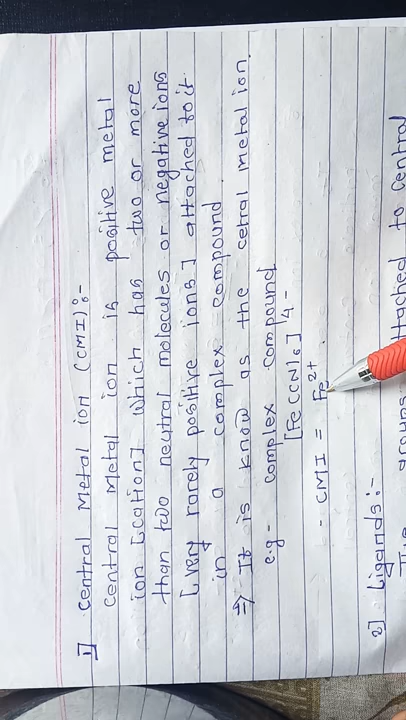 1] Central Metal ion (CMI):-
Central Metal ion is positive metal
ion [cation] which has two or more
than two neutral molecules or negative ions
[very rarely positive ions] attached to it
in a complex compound
⇒ It is know as the cetral metal ion.
e.g - complex compound
[Fe(CN)6]4-
- CMI = Fe2+
2] Ligands:-
groups attached to central